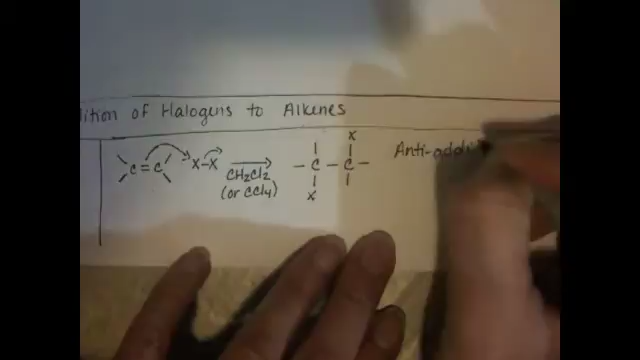 ition of Halogens to Alkenes
C=C X-X CH2Cl2 (or CCl4) X -C-C- X Anti-addi